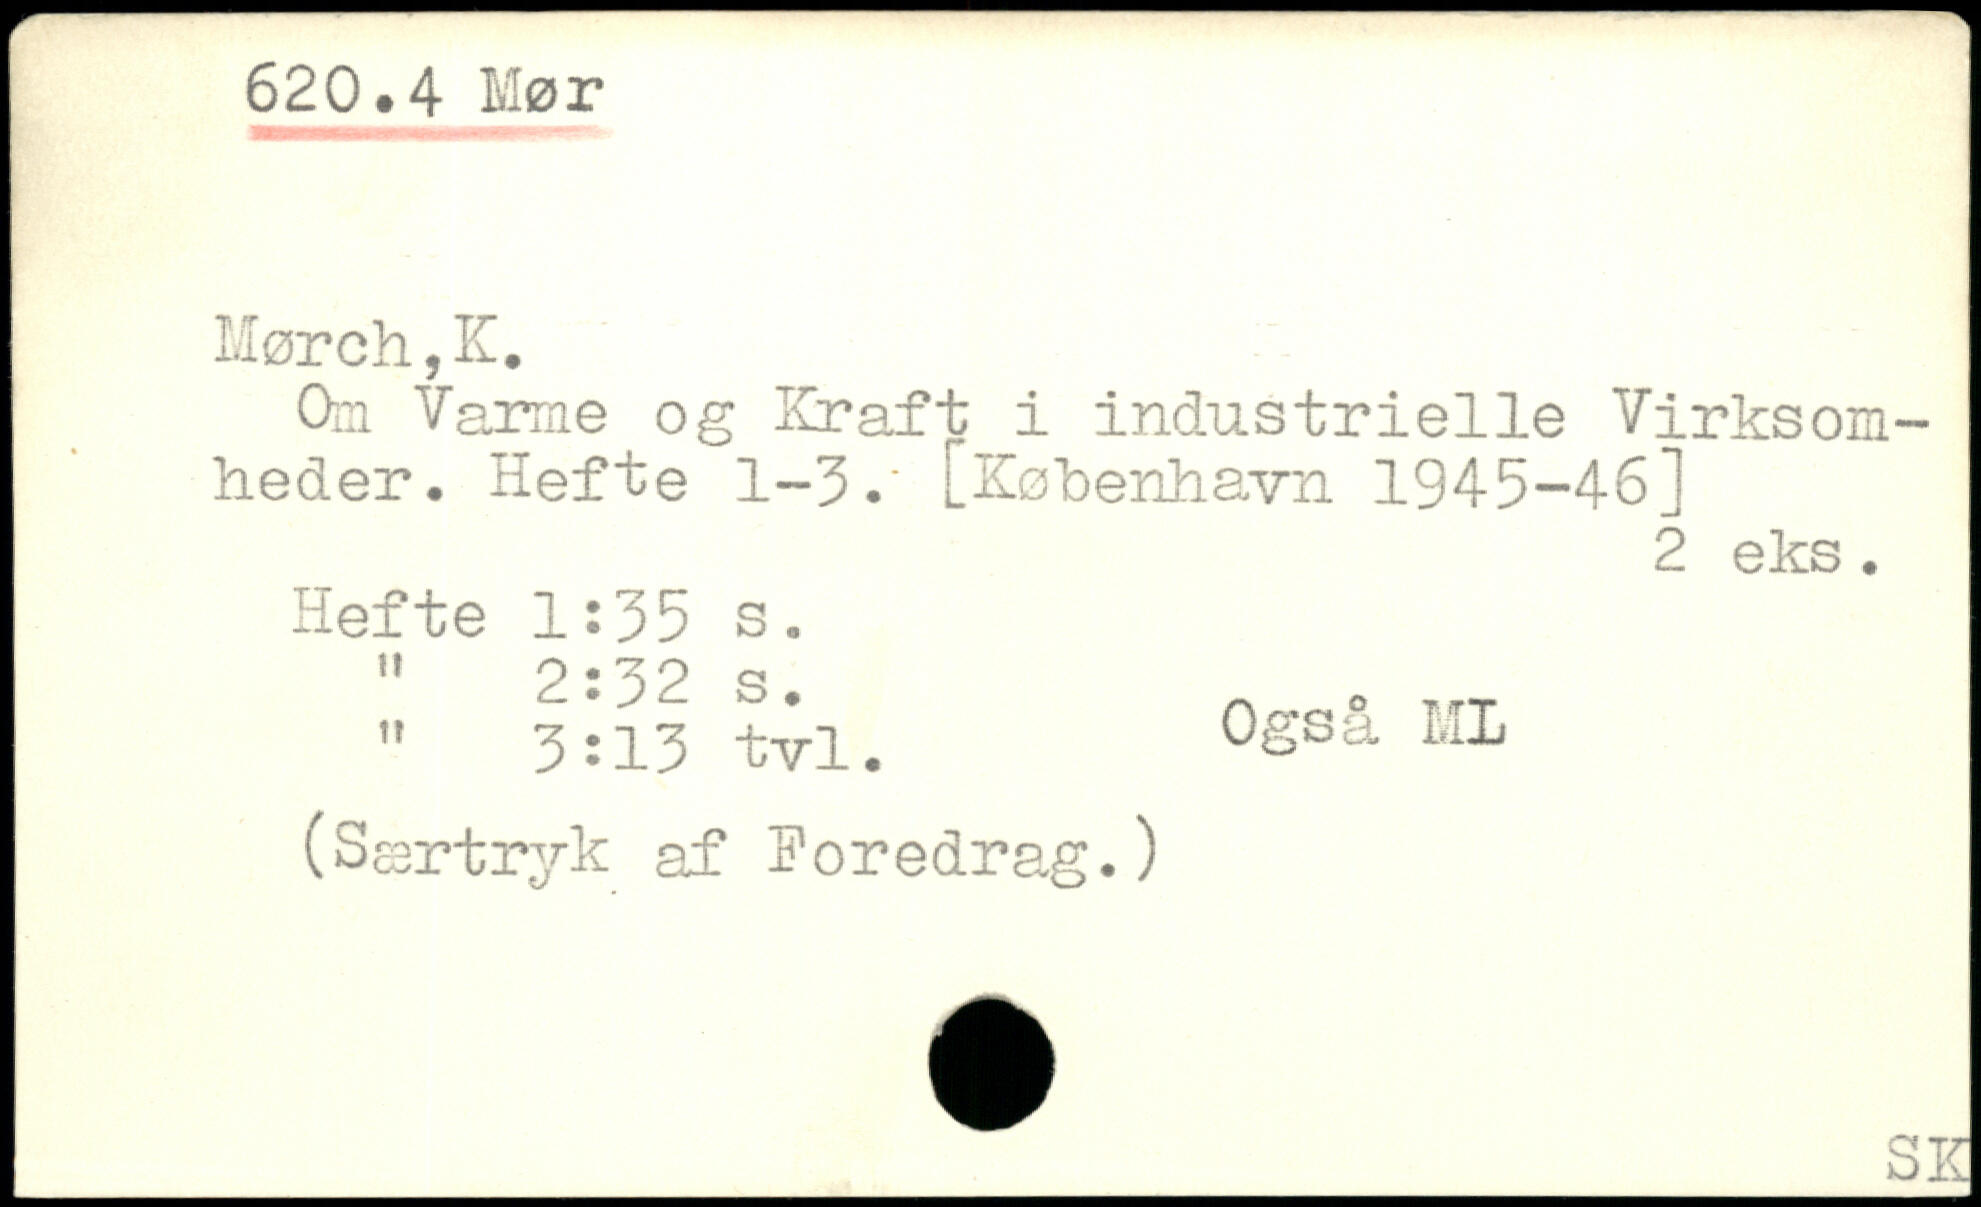 620.4 Mør
Mørch,K.
Om Varme og Kraft i industrielle Virksom-
heder. Hefte 1-3. [København 1945-46]
2 eks.
Hefte 1:35 s.
" 2:32 s.
" 3:13 tvl.
Også ML
(Særtryk af Foredrag.)
SK